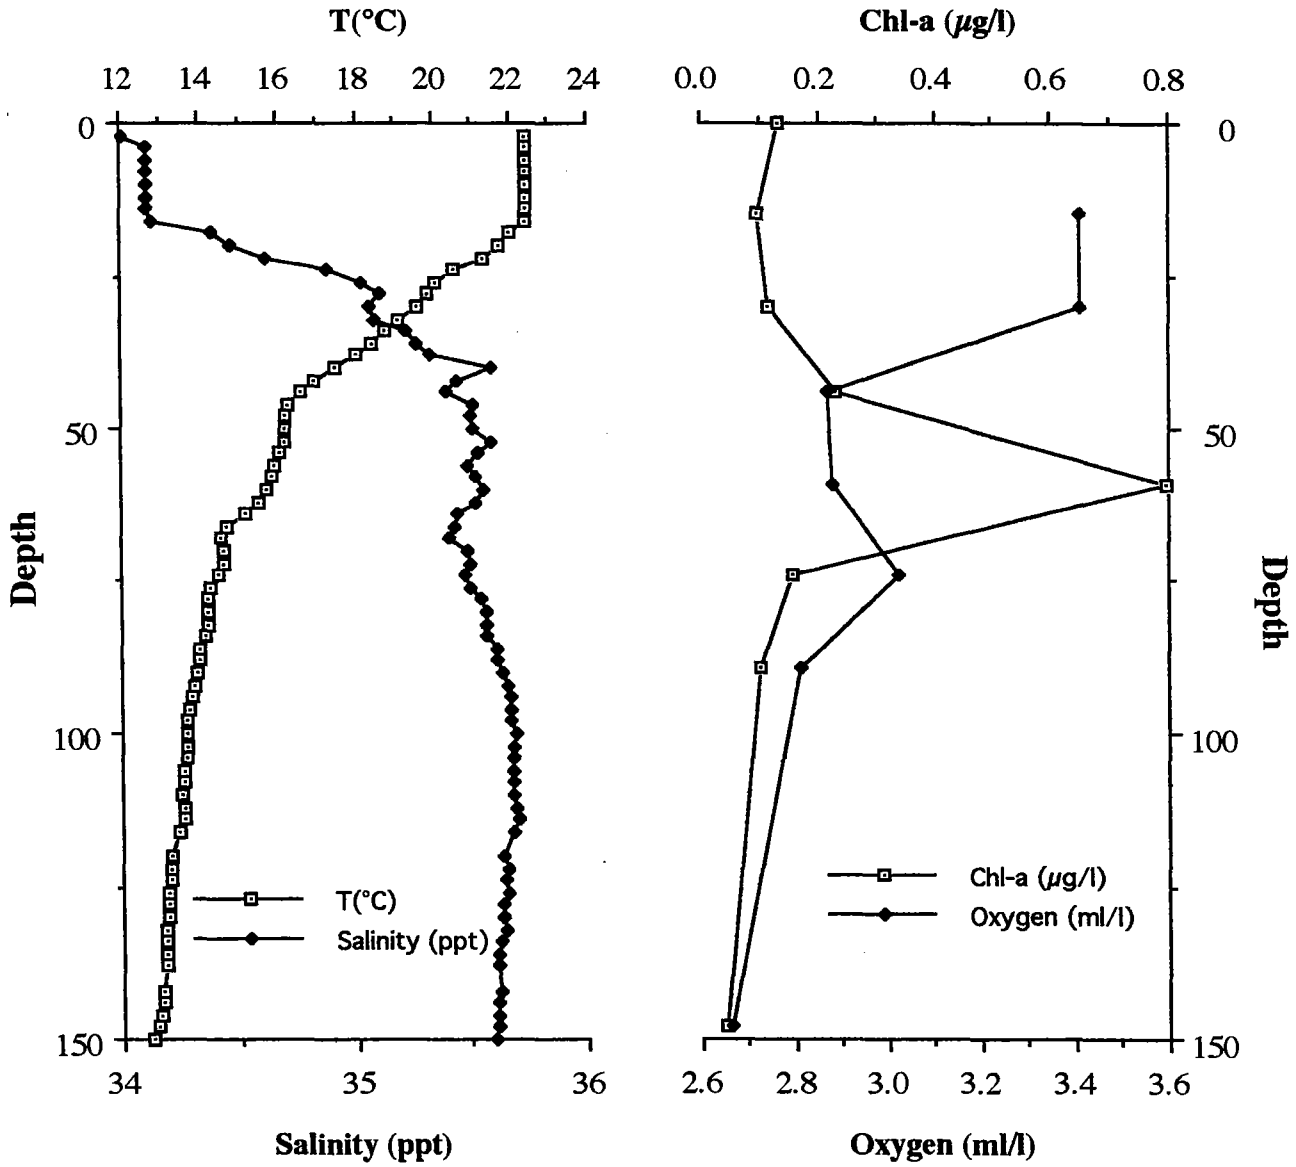 T(°C)
12 14 16 18 20 22 24
0
50
100
150
Depth
T(°C)
Salinity (ppt)
34 35 36
Salinity (ppt)
Chl-a (µg/l)
0.0 0.2 0.4 0.6 0.8
0
50
100
150
Depth
Chl-a (µg/l)
Oxygen (ml/l)
2.6 2.8 3.0 3.2 3.4 3.6
Oxygen (ml/l)